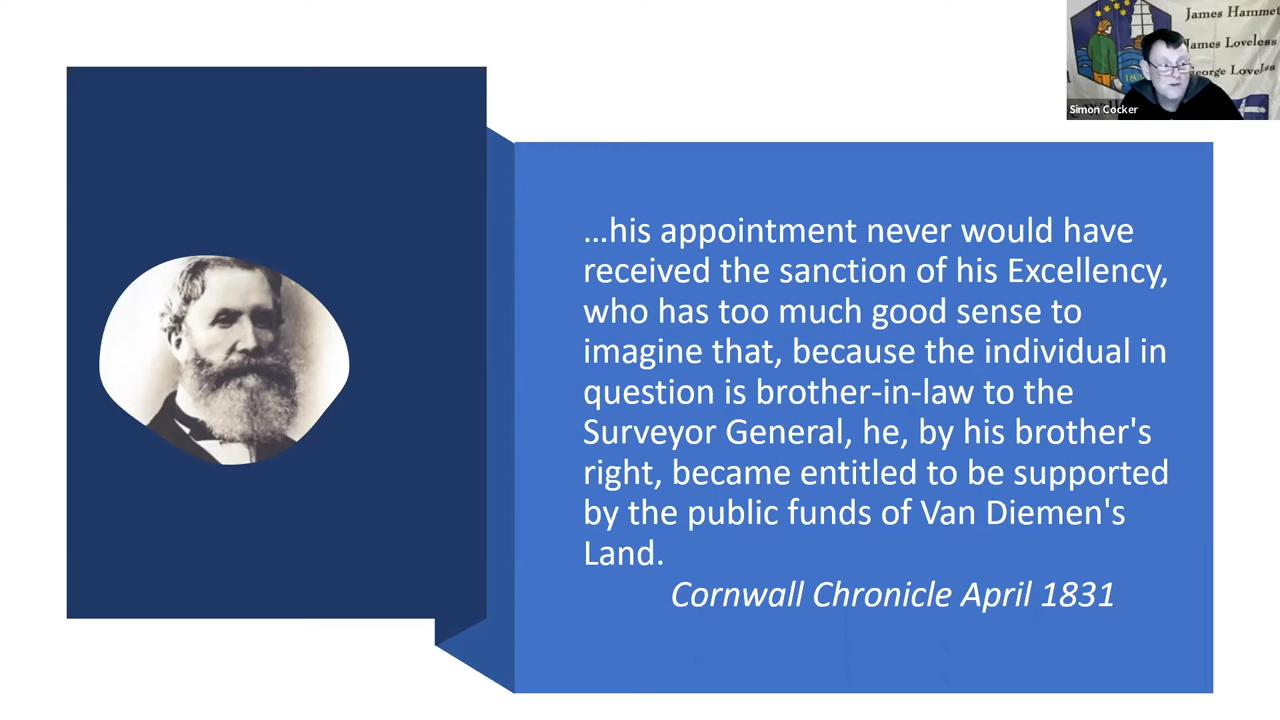 James Hammet
James Loveless
George Loveless
183
Simon Cocker
…his appointment never would have
received the sanction of his Excellency,
who has too much good sense to
imagine that, because the individual in
question is brother-in-law to the
Surveyor General, he, by his brother's
right, became entitled to be supported
by the public funds of Van Diemen's
Land.
Cornwall Chronicle April 1831